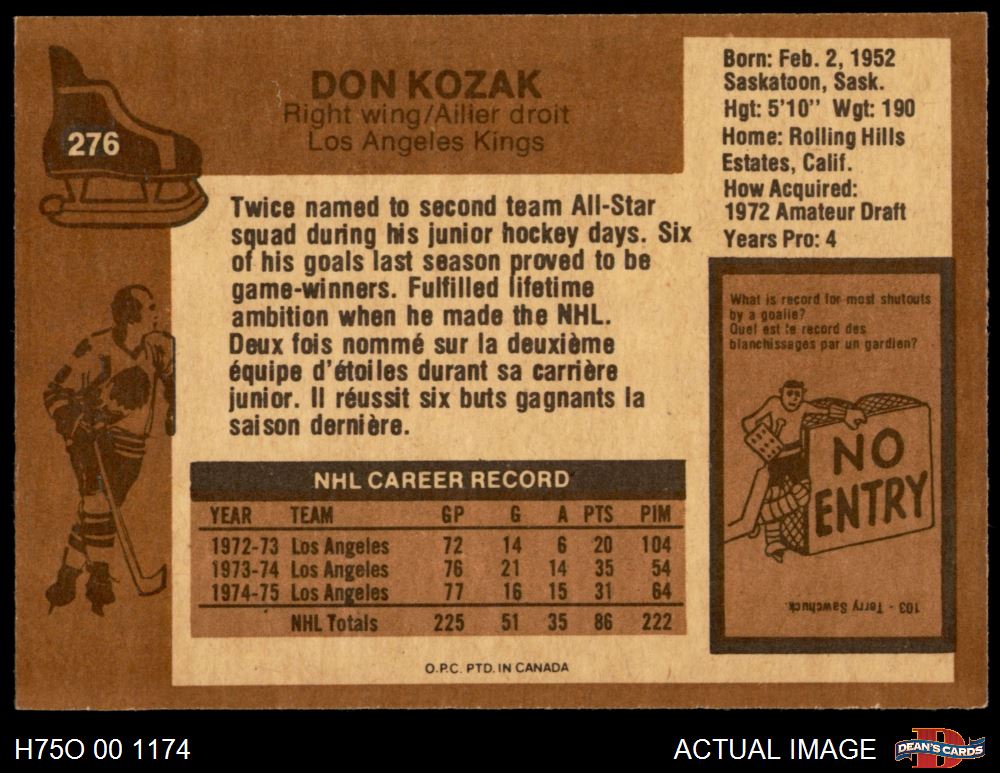 276
DON KOZAK
Right wing/Ailier droit
Los Angeles Kings
Born: Feb. 2, 1952
Saskatoon, Sask.
Hgt: 5'10'' Wgt: 190
Home: Rolling Hills
Estates, Calif.
How Acquired:
1972 Amateur Draft
Years Pro: 4
Twice named to second team All-Star
squad during his junior hockey days. Six
of his goals last season proved to be
game-winners. Fulfilled lifetime
ambition when he made the NHL.
Deux fois nommé sur la deuxième
équipe d'étoiles durant sa carrière
junior. Il réussit six buts gagnants la
saison dernière.
What is record for most shutouts
by a goalie?
Quel est le record des
blanchissages par un gardien?
NO
ENTRY
103 - Terry Sawchuck.
NHL CAREER RECORD
YEAR TEAM GP G A PTS PIM
1972-73 Los Angeles 72 14 6 20 104
1973-74 Los Angeles 76 21 14 35 54
1974-75 Los Angeles 77 16 15 31 64
NHL Totals 225 51 35 86 222
O.P.C. PTD. IN CANADA
H75O 00 1174
ACTUAL IMAGE
D
DEAN'S CARDS